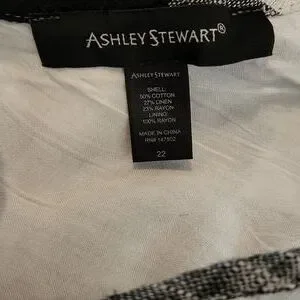 ASHLEY STEWART®
ASHLEY STEWART
SHELL:
50% COTTON
27% LINEN
23% RAYON
LINING:
100% RAYON
MADE IN CHINA
RN# 147502
22